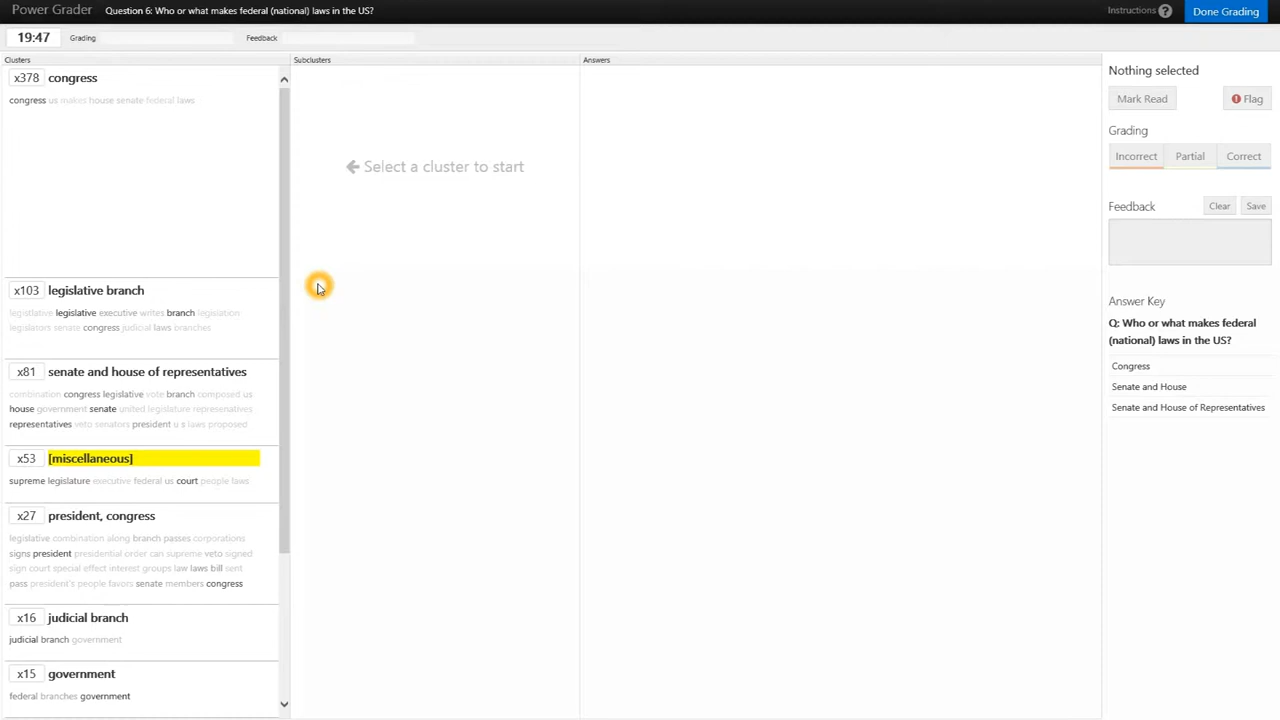 Power Grader
Question 6: Who or what makes federal (national) laws in the US?
Instructions
Done Grading
19:47
Grading
Feedback
Clusters
Subclusters
Answers
x378 congress
congress us makes house senate federal laws
x103 legislative branch
legistlative legislative executive writes branch legislation
legislators senate congress judicial laws branches
x81 senate and house of representatives
combination congress legislative vote branch composed us
house government senate united legislature represenatives
representatives veto senators president u s laws proposed
x53 [miscellaneous]
supreme legislature executive federal us court people laws
x27 president, congress
legislative combination along branch passes corporations
signs president presidential order can supreme veto signed
sign court special effect interest groups law laws bill sent
pass president's people favors senate members congress
x16 judicial branch
judicial branch government
x15 government
federal branches government
Select a cluster to start
Nothing selected
Mark Read
Flag
Grading
Incorrect
Partial
Correct
Feedback
Clear
Save
Answer Key
Q: Who or what makes federal
(national) laws in the US?
Congress
Senate and House
Senate and House of Representatives